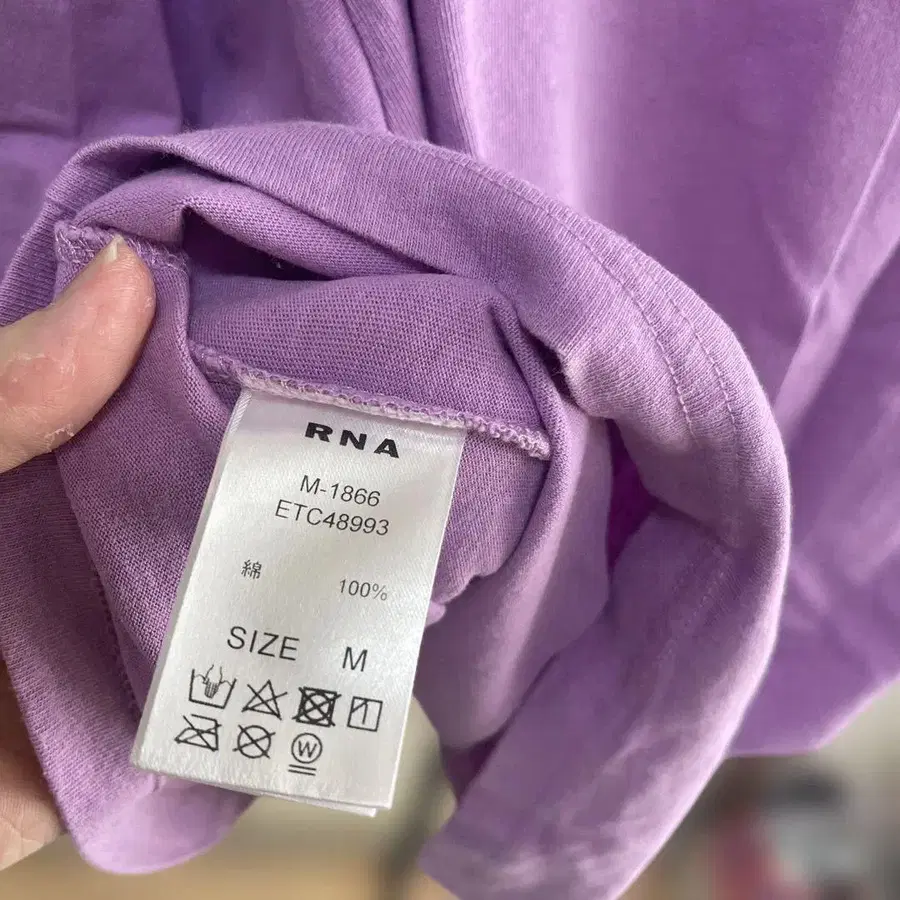 RNA
M-1866
ETC48993
綿 100%
SIZE M
W